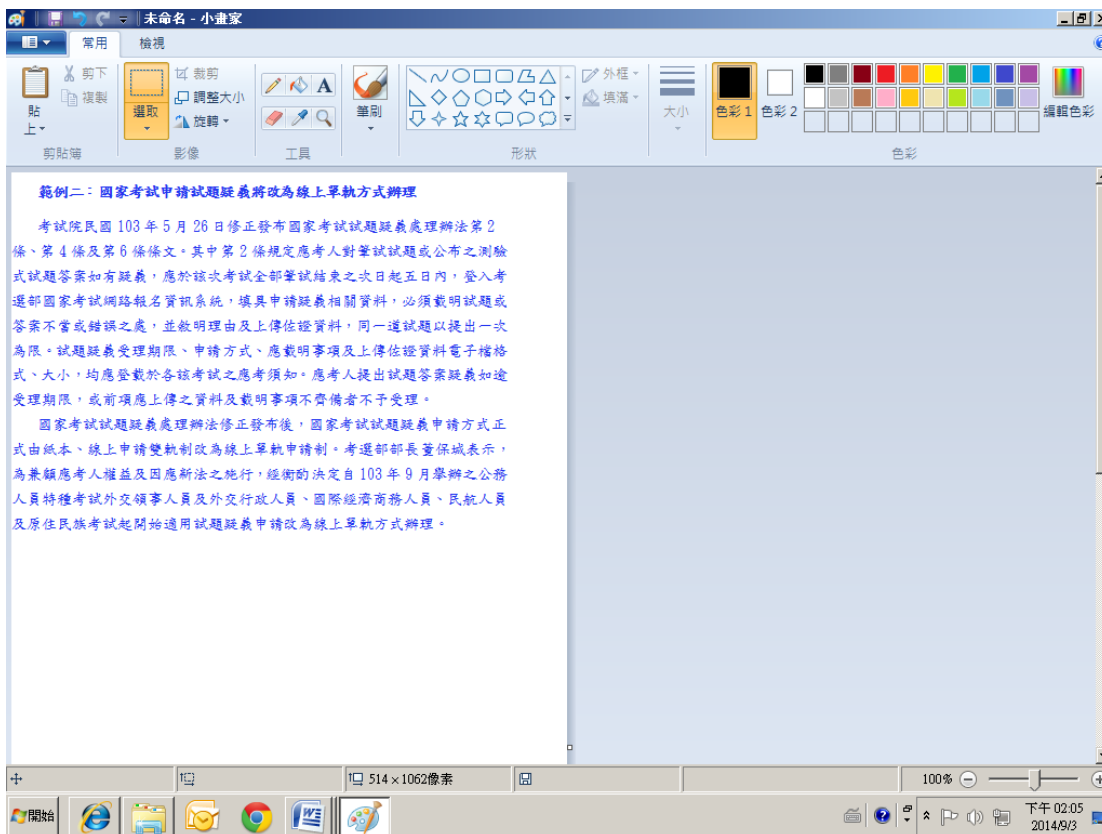 未命名 - 小畫家
常用 檢視
貼上
剪下
複製
剪貼簿
選取
裁剪
調整大小
旋轉
影像
A
工具
筆刷
外框
填滿
形狀
大小
色彩 1
色彩 2
編輯色彩
色彩
範例二：國家考試申請試題疑義將改為線上單軌方式辦理
考試院民國 103 年 5 月 26 日修正發布國家考試試題疑義處理辦法第 2
條、第 4 條及第 6 條條文。其中第 2 條規定應考人對筆試試題或公布之測驗
式試題答案如有疑義，應於該次考試全部筆試結束之次日起五日內，登入考
選部國家考試網路報名資訊系統，填具申請疑義相關資料，必須載明試題或
答案不當或錯誤之處，並敘明理由及上傳佐證資料，同一道試題以提出一次
為限。試題疑義受理期限、申請方式、應載明事項及上傳佐證資料電子檔格
式、大小，均應登載於各該考試之應考須知。應考人提出試題答案疑義如逾
受理期限，或前項應上傳之資料及載明事項不齊備者不予受理。
國家考試試題疑義處理辦法修正發布後，國家考試試題疑義申請方式正
式由紙本、線上申請雙軌制改為線上單軌申請制。考選部部長董保城表示，
為兼顧應考人權益及因應新法之施行，經衡酌決定自 103 年 9 月舉辦之公務
人員特種考試外交領事人員及外交行政人員、國際經濟商務人員、民航人員
及原住民族考試起開始適用試題疑義申請改為線上單軌方式辦理。
514 × 1062像素
100%
開始
下午 02:05
2014/9/3